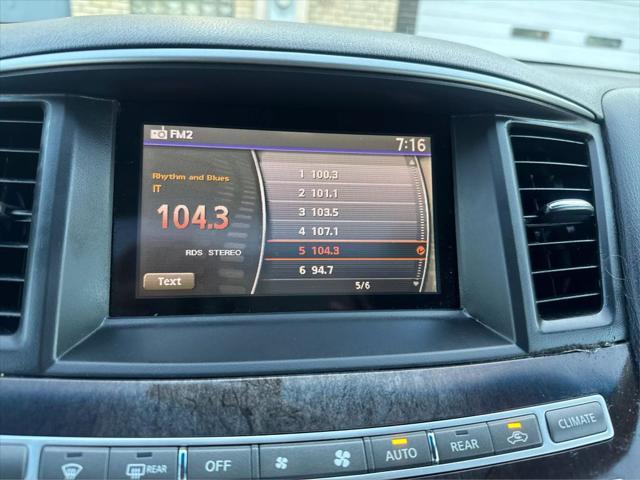 FM2
7:16
Rhythm and Blues
IT
104.3
RDS STEREO
Text
1 100.3
2 101.1
3 103.5
4 107.1
5 104.3
6 94.7
5/6
REAR
OFF
AUTO
REAR
CLIMATE